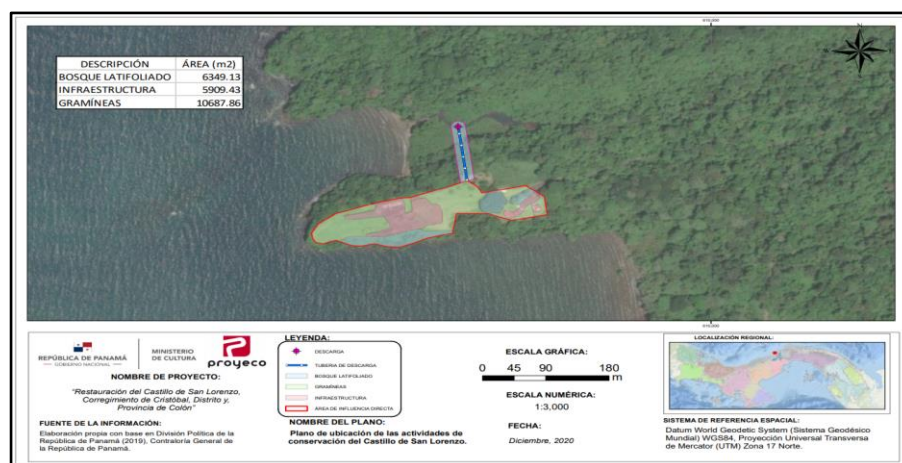 DESCRIPCIÓN ÁREA (m2)
BOSQUE LATIFOLIADO 6349.13
INFRAESTRUCTURA 5909.43
GRAMÍNEAS 10687.86
REPÚBLICA DE PANAMÁ
— GOBIERNO NACIONAL —
MINISTERIO
DE CULTURA
proyeco
NOMBRE DE PROYECTO:
"Restauración del Castillo de San Lorenzo,
Corregimiento de Cristóbal, Distrito y,
Provincia de Colón"
FUENTE DE LA INFORMACIÓN:
Elaboración propia con base en División Política de la
República de Panamá (2019), Contraloría General de
la República de Panamá.
LEYENDA:
DESCARGA
TUBERIA DE DESCARGA
BOSQUE LATIFOLIADO
GRAMÍNEAS
INFRAESTRUCTURA
ÁREA DE INFLUENCIA DIRECTA
NOMBRE DEL PLANO:
Plano de ubicación de las actividades de
conservación del Castillo de San Lorenzo.
ESCALA GRÁFICA:
0 45 90 180
m
ESCALA NUMÉRICA:
1:3,000
FECHA:
Diciembre, 2020
LOCALIZACIÓN REGIONAL:
SISTEMA DE REFERENCIA ESPACIAL:
Datum World Geodetic System (Sistema Geodésico
Mundial) WGS84, Proyección Universal Transversa
de Mercator (UTM) Zona 17 Norte.